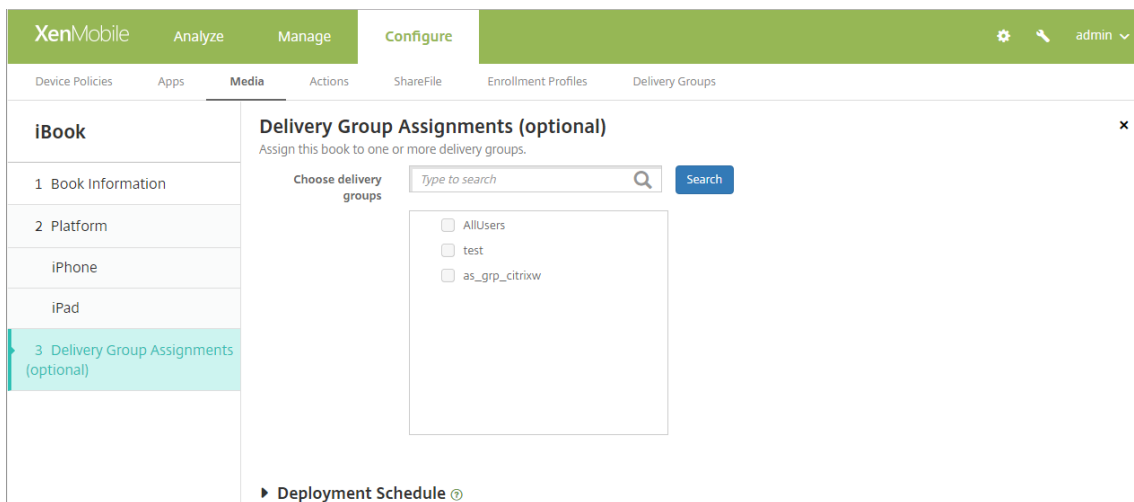 XenMobile Analyze Manage Configure admin
Device Policies Apps Media Actions ShareFile Enrollment Profiles Delivery Groups
iBook
1 Book Information
2 Platform
iPhone
iPad
3 Delivery Group Assignments
(optional)
Delivery Group Assignments (optional)
Assign this book to one or more delivery groups.
Choose delivery
groups
Type to search
Search
AllUsers
test
as_grp_citrixw
Deployment Schedule ?